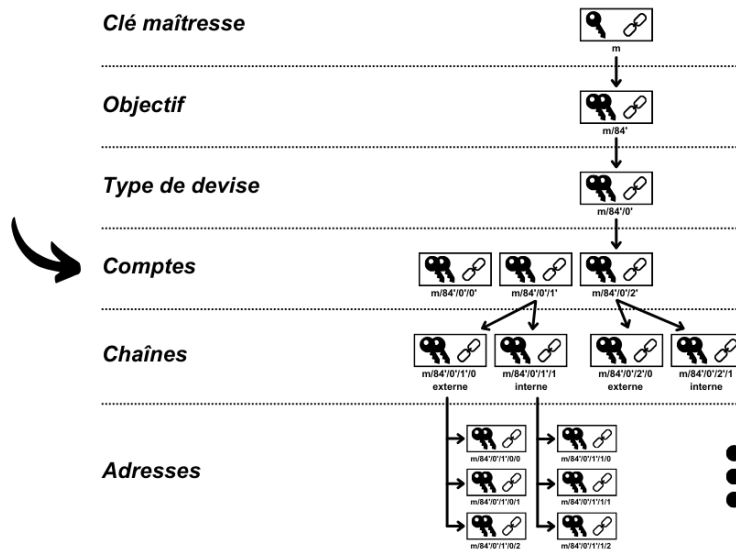 Clé maîtresse
m
Objectif
m/84'
Type de devise
m/84'/0'
Comptes
m/84'/0'/0' m/84'/0'/1' m/84'/0'/2'
Chaînes
m/84'/0'/1'/0 m/84'/0'/1'/1 m/84'/0'/2'/0 m/84'/0'/2'/1
externe interne externe interne
Adresses
m/84'/0'/1'/0/0 m/84'/0'/1'/1/0
m/84'/0'/1'/0/1 m/84'/0'/1'/1/1
m/84'/0'/1'/0/2 m/84'/0'/1'/1/2